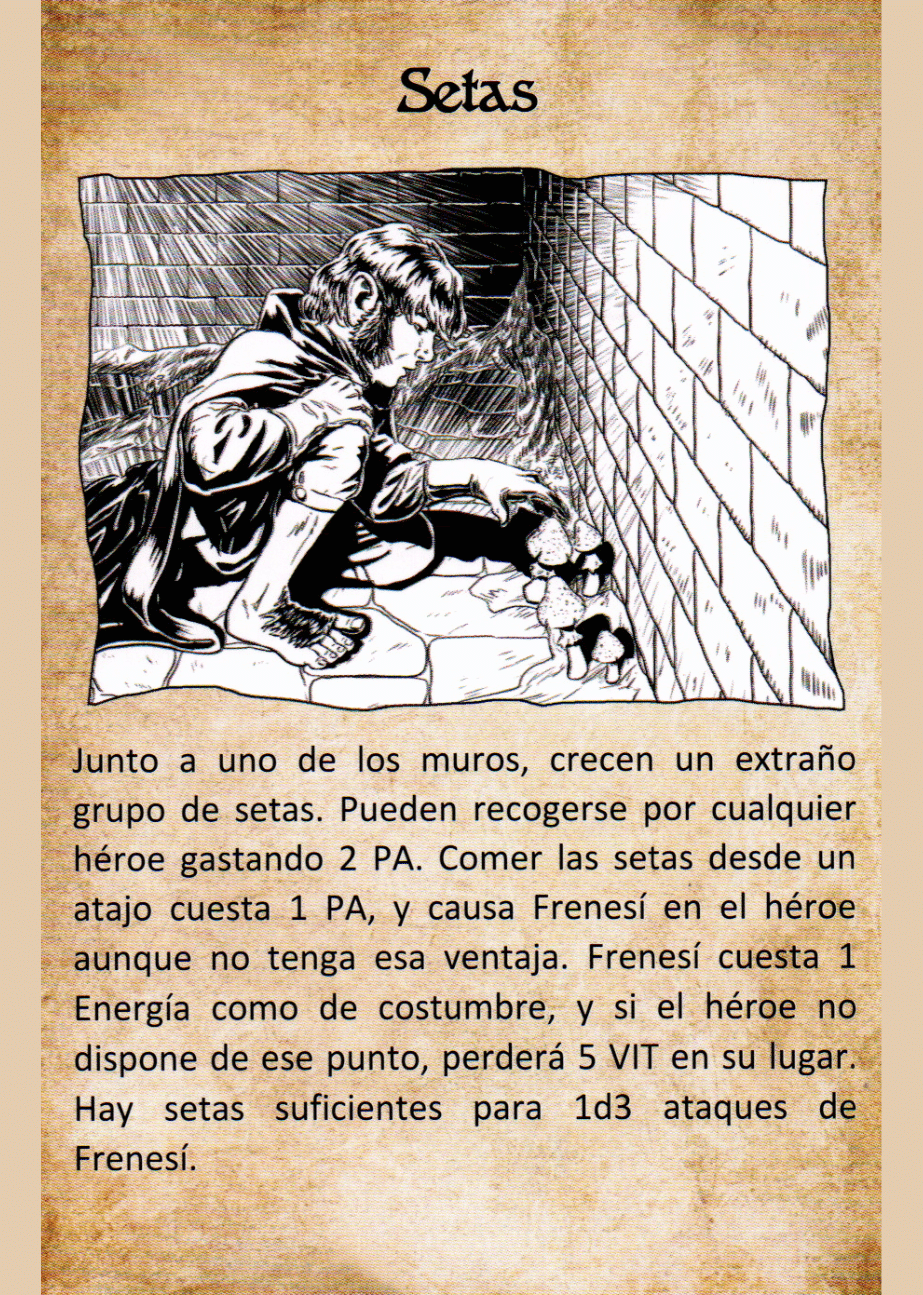 Setas
Junto a uno de los muros, crecen un extraño
grupo de setas. Pueden recogerse por cualquier
héroe gastando 2 PA. Comer las setas desde un
atajo cuesta 1 PA, y causa Frenesí en el héroe
aunque no tenga esa ventaja. Frenesí cuesta 1
Energía como de costumbre, y si el héroe no
dispone de ese punto, perderá 5 VIT en su lugar.
Hay setas suficientes para 1d3 ataques de
Frenesí.